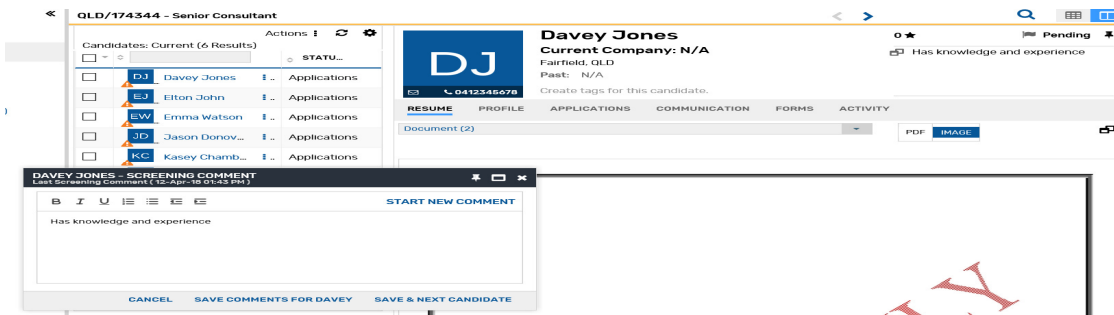 QLD/174344 - Senior Consultant
Actions
Candidates: Current (6 Results)
STATU...
DJ Davey Jones Applications
EJ Elton John Applications
EW Emma Watson Applications
JD Jason Donov... Applications
KC Kasey Chamb... Applications
DJ
0412345678
Davey Jones
Current Company: N/A
Fairfield, QLD
Past: N/A
Create tags for this candidate.
0★ Pending
Has knowledge and experience
RESUME PROFILE APPLICATIONS COMMUNICATION FORMS ACTIVITY
Document (2)
PDF IMAGE
DAVEY JONES - SCREENING COMMENT
Last Screening Comment ( 12-Apr-18 01:43 PM )
B I U START NEW COMMENT
Has knowledge and experience
CANCEL SAVE COMMENTS FOR DAVEY SAVE & NEXT CANDIDATE